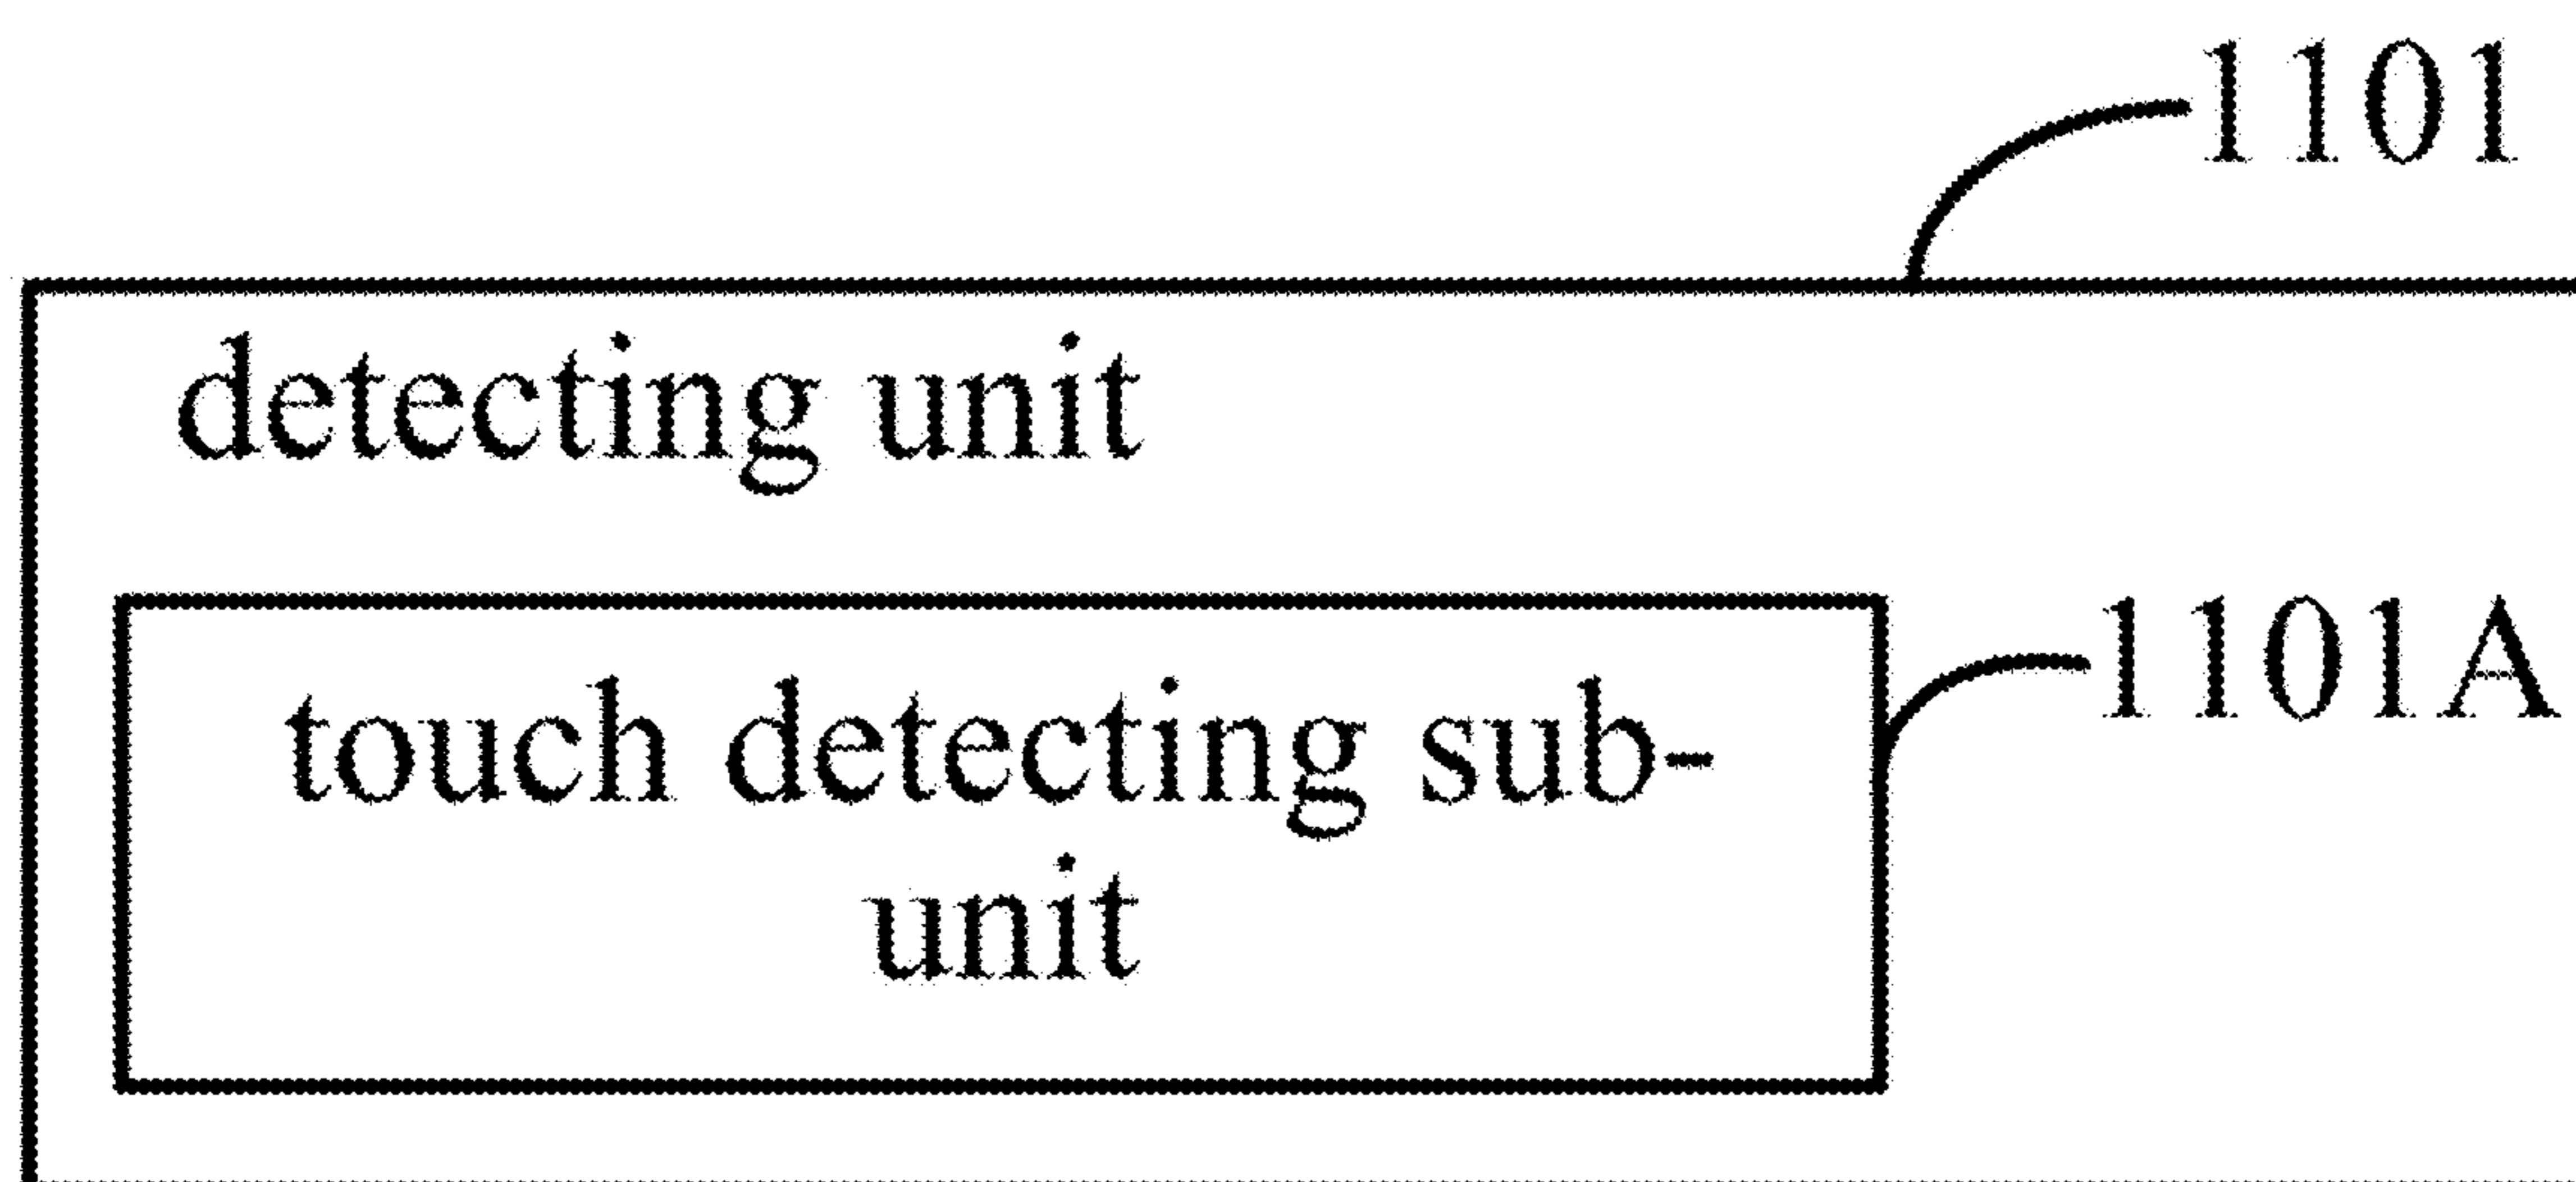 1101
detecting unit
1101A
touch detecting sub-
unit